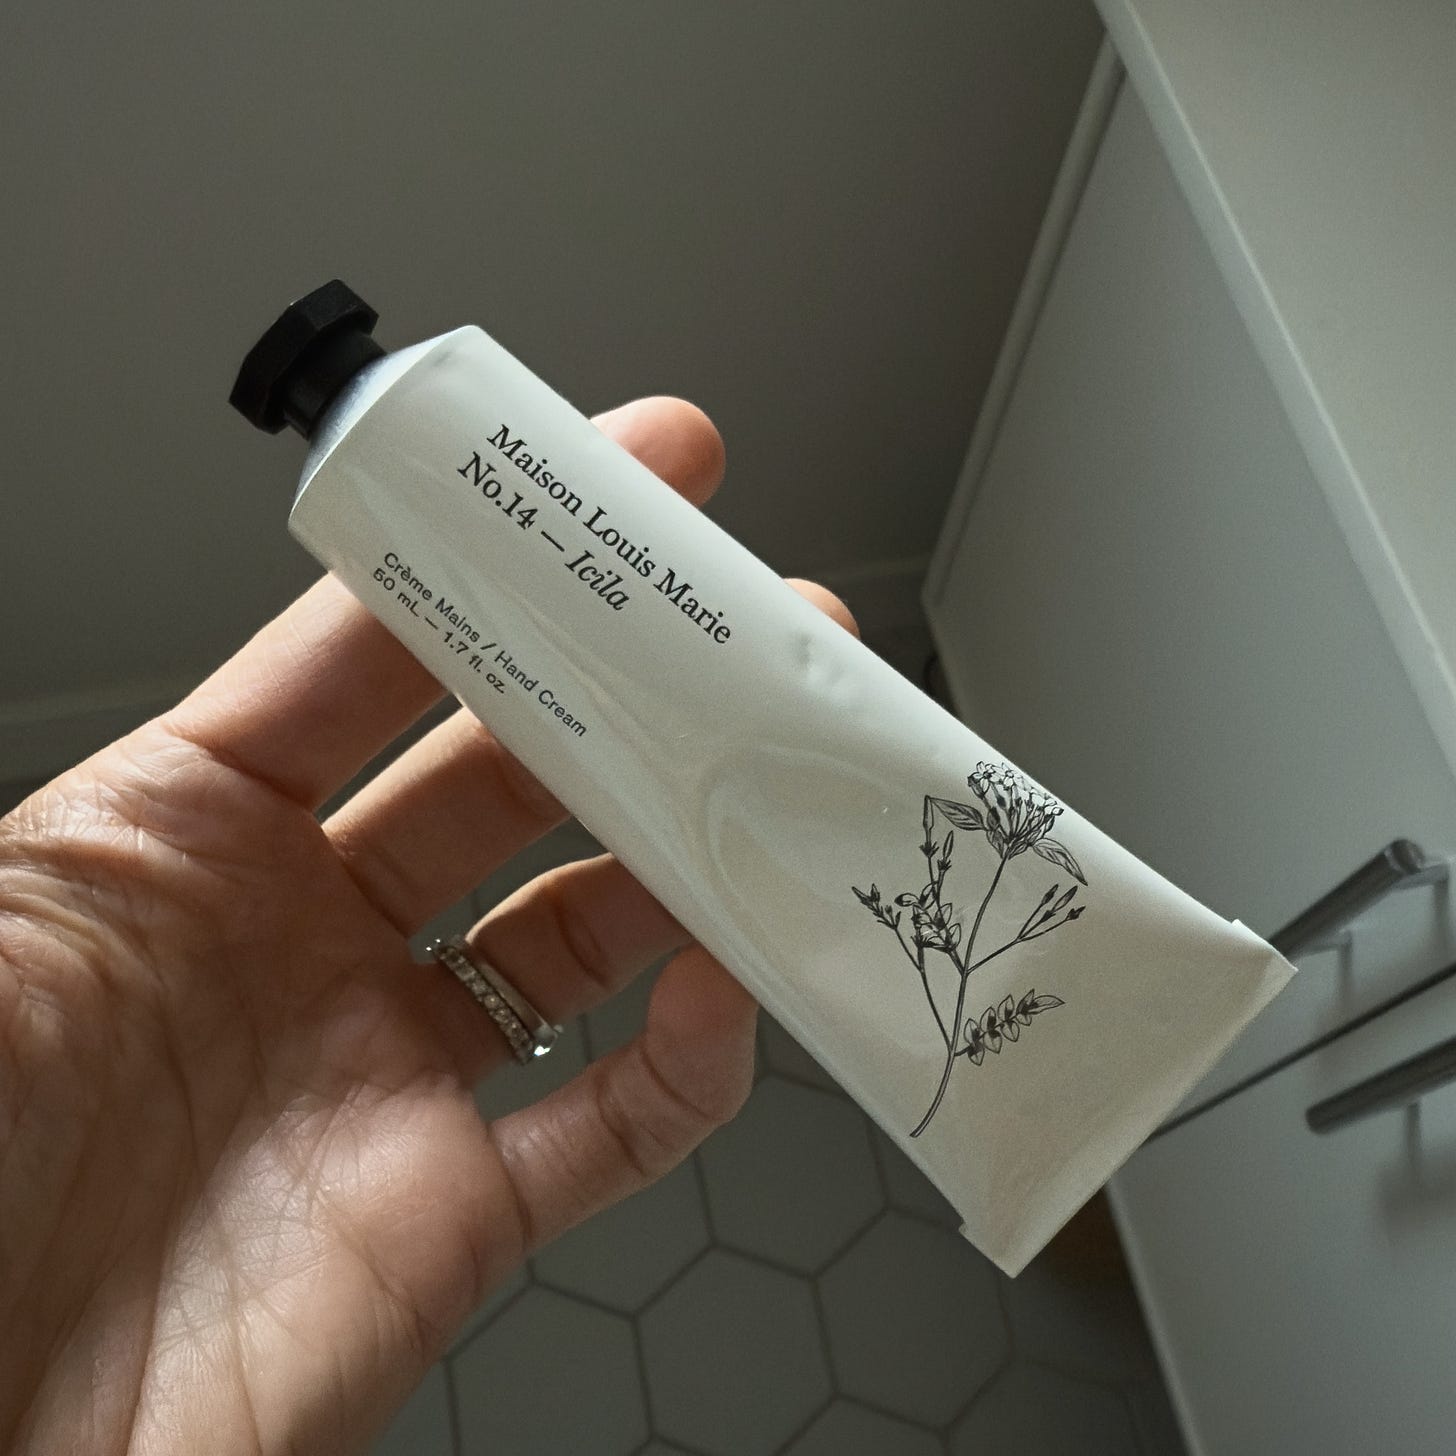 Maison Louis Marie
No.14 — Icila
Crème Mains / Hand Cream
50 mL — 1.7 fl. oz.